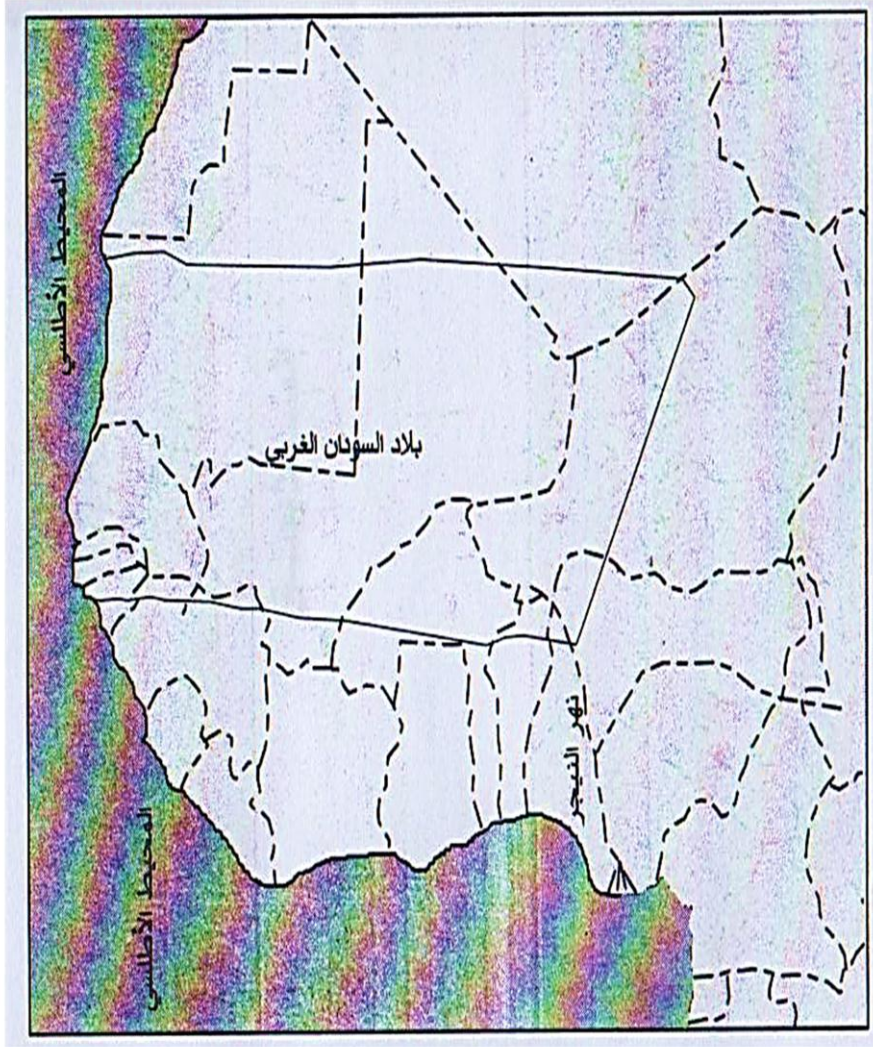 المحيط الأطلسي
بلاد السودان الغربي
نهر النيجر
المحيط الأطلسي